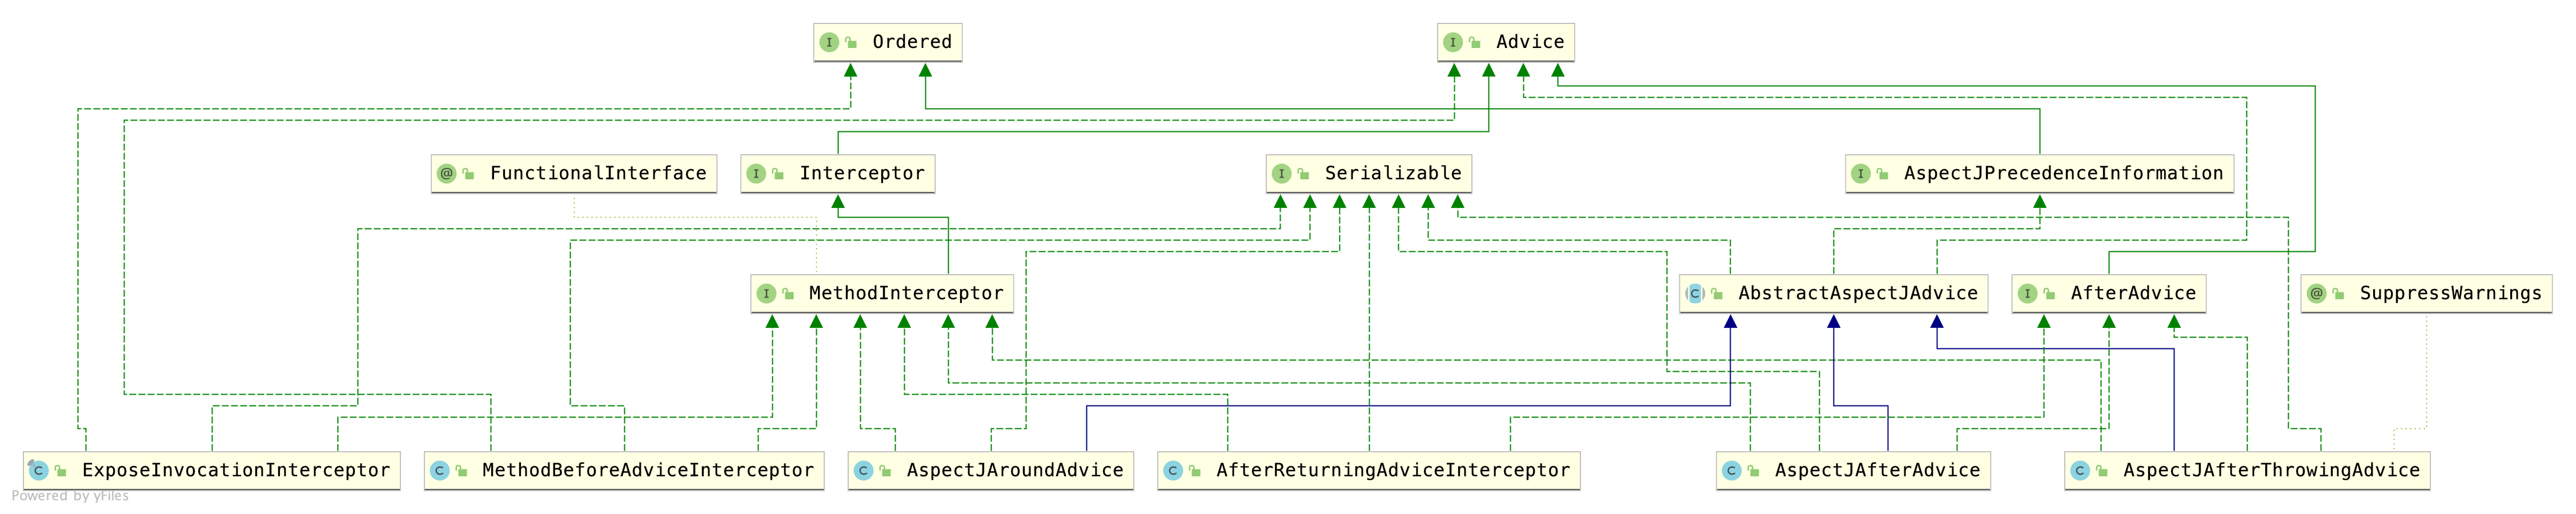 Ordered
Advice
FunctionalInterface
Interceptor
Serializable
AspectJPrecedenceInformation
MethodInterceptor
AbstractAspectJAdvice
AfterAdvice
SuppressWarnings
ExposeInvocationInterceptor
MethodBeforeAdviceInterceptor
AspectJAroundAdvice
AfterReturningAdviceInterceptor
AspectJAfterAdvice
AspectJAfterThrowingAdvice
Powered by yFiles